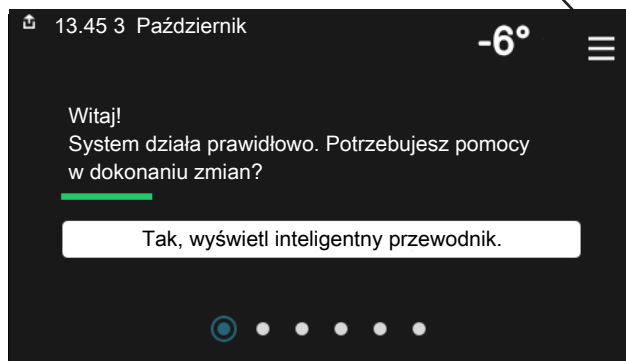 13.45 3 Październik
-6°
Witaj!
System działa prawidłowo. Potrzebujesz pomocy
w dokonaniu zmian?
Tak, wyświetl inteligentny przewodnik.